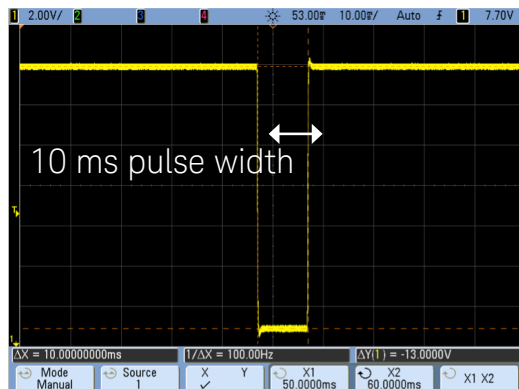 1 2.00V/ 2 3 4 53.00ms 10.00ms/ Auto 1 7.70V
10 ms pulse width
T
1
ΔX = 10.00000000ms 1/ΔX = 100.00Hz ΔY(1) = -13.0000V
Mode Source X Y X1 X2 X1 X2
Manual 1 ✓ 50.0000ms 60.0000ms